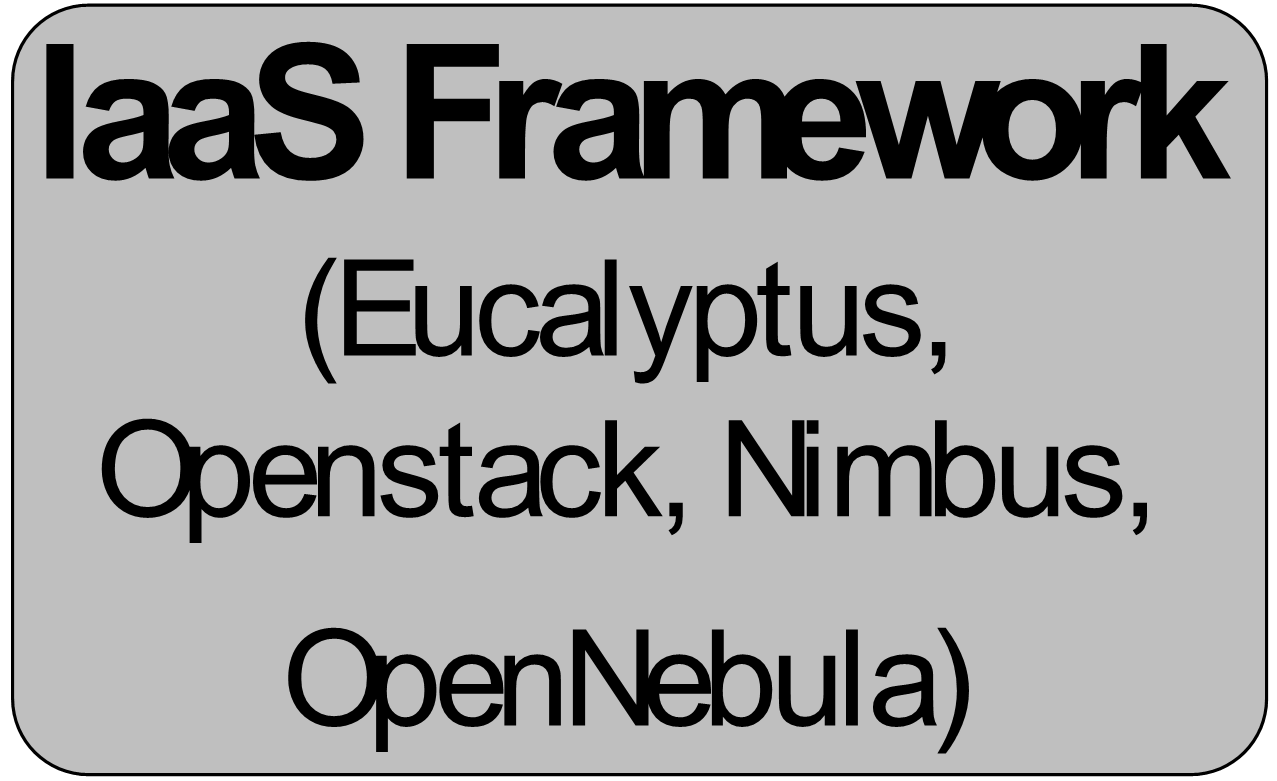 IaaS Framework
(Eucalyptus,
Openstack, Nimbus,
OpenNebula)